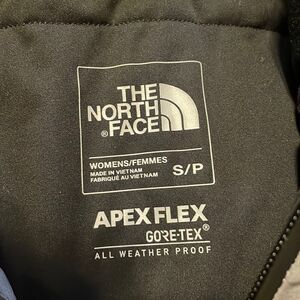 THE
NORTH
® FACE
WOMENS/FEMMES
MADE IN VIETNAM
FABRIQUÉ AU VIETNAM
S/P
APEX FLEX
GORE-TEX®
ALL WEATHER PROOF